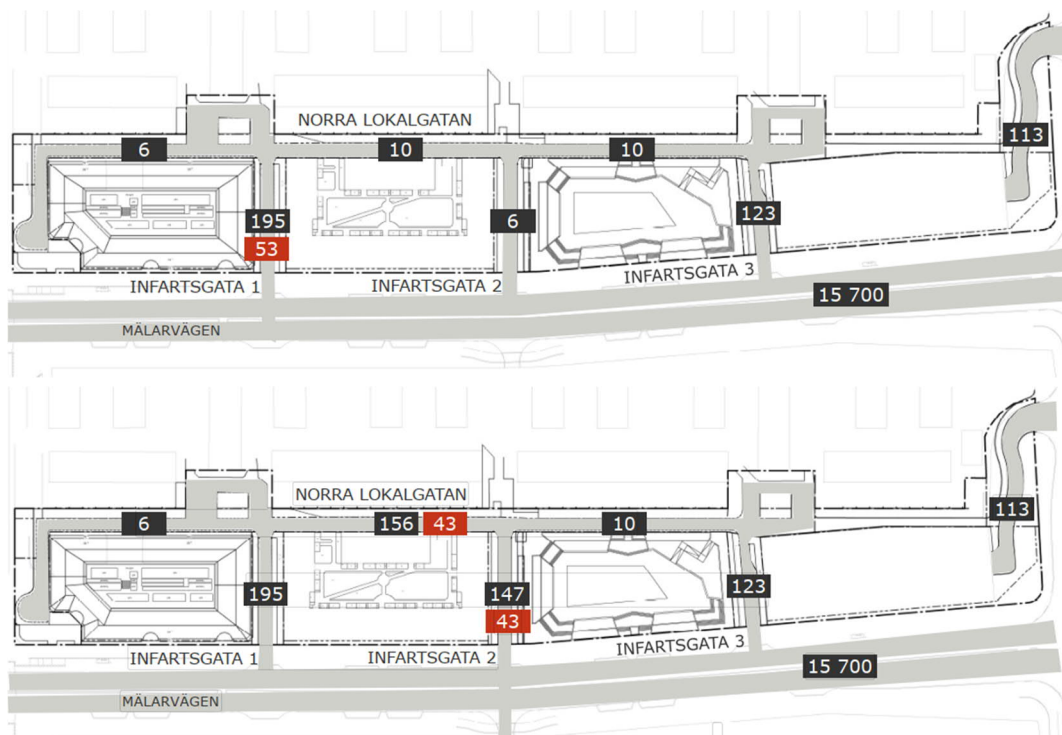 113
NORRA LOKALGATAN
6
10
10
195
6
123
53
INFARTSGATA 1
INFARTSGATA 2
INFARTSGATA 3
15 700
MÄLARVÄGEN
NORRA LOKALGATAN
113
6
156
43
10
195
147
123
43
INFARTSGATA 1
INFARTSGATA 2
INFARTSGATA 3
15 700
MÄLARVÄGEN